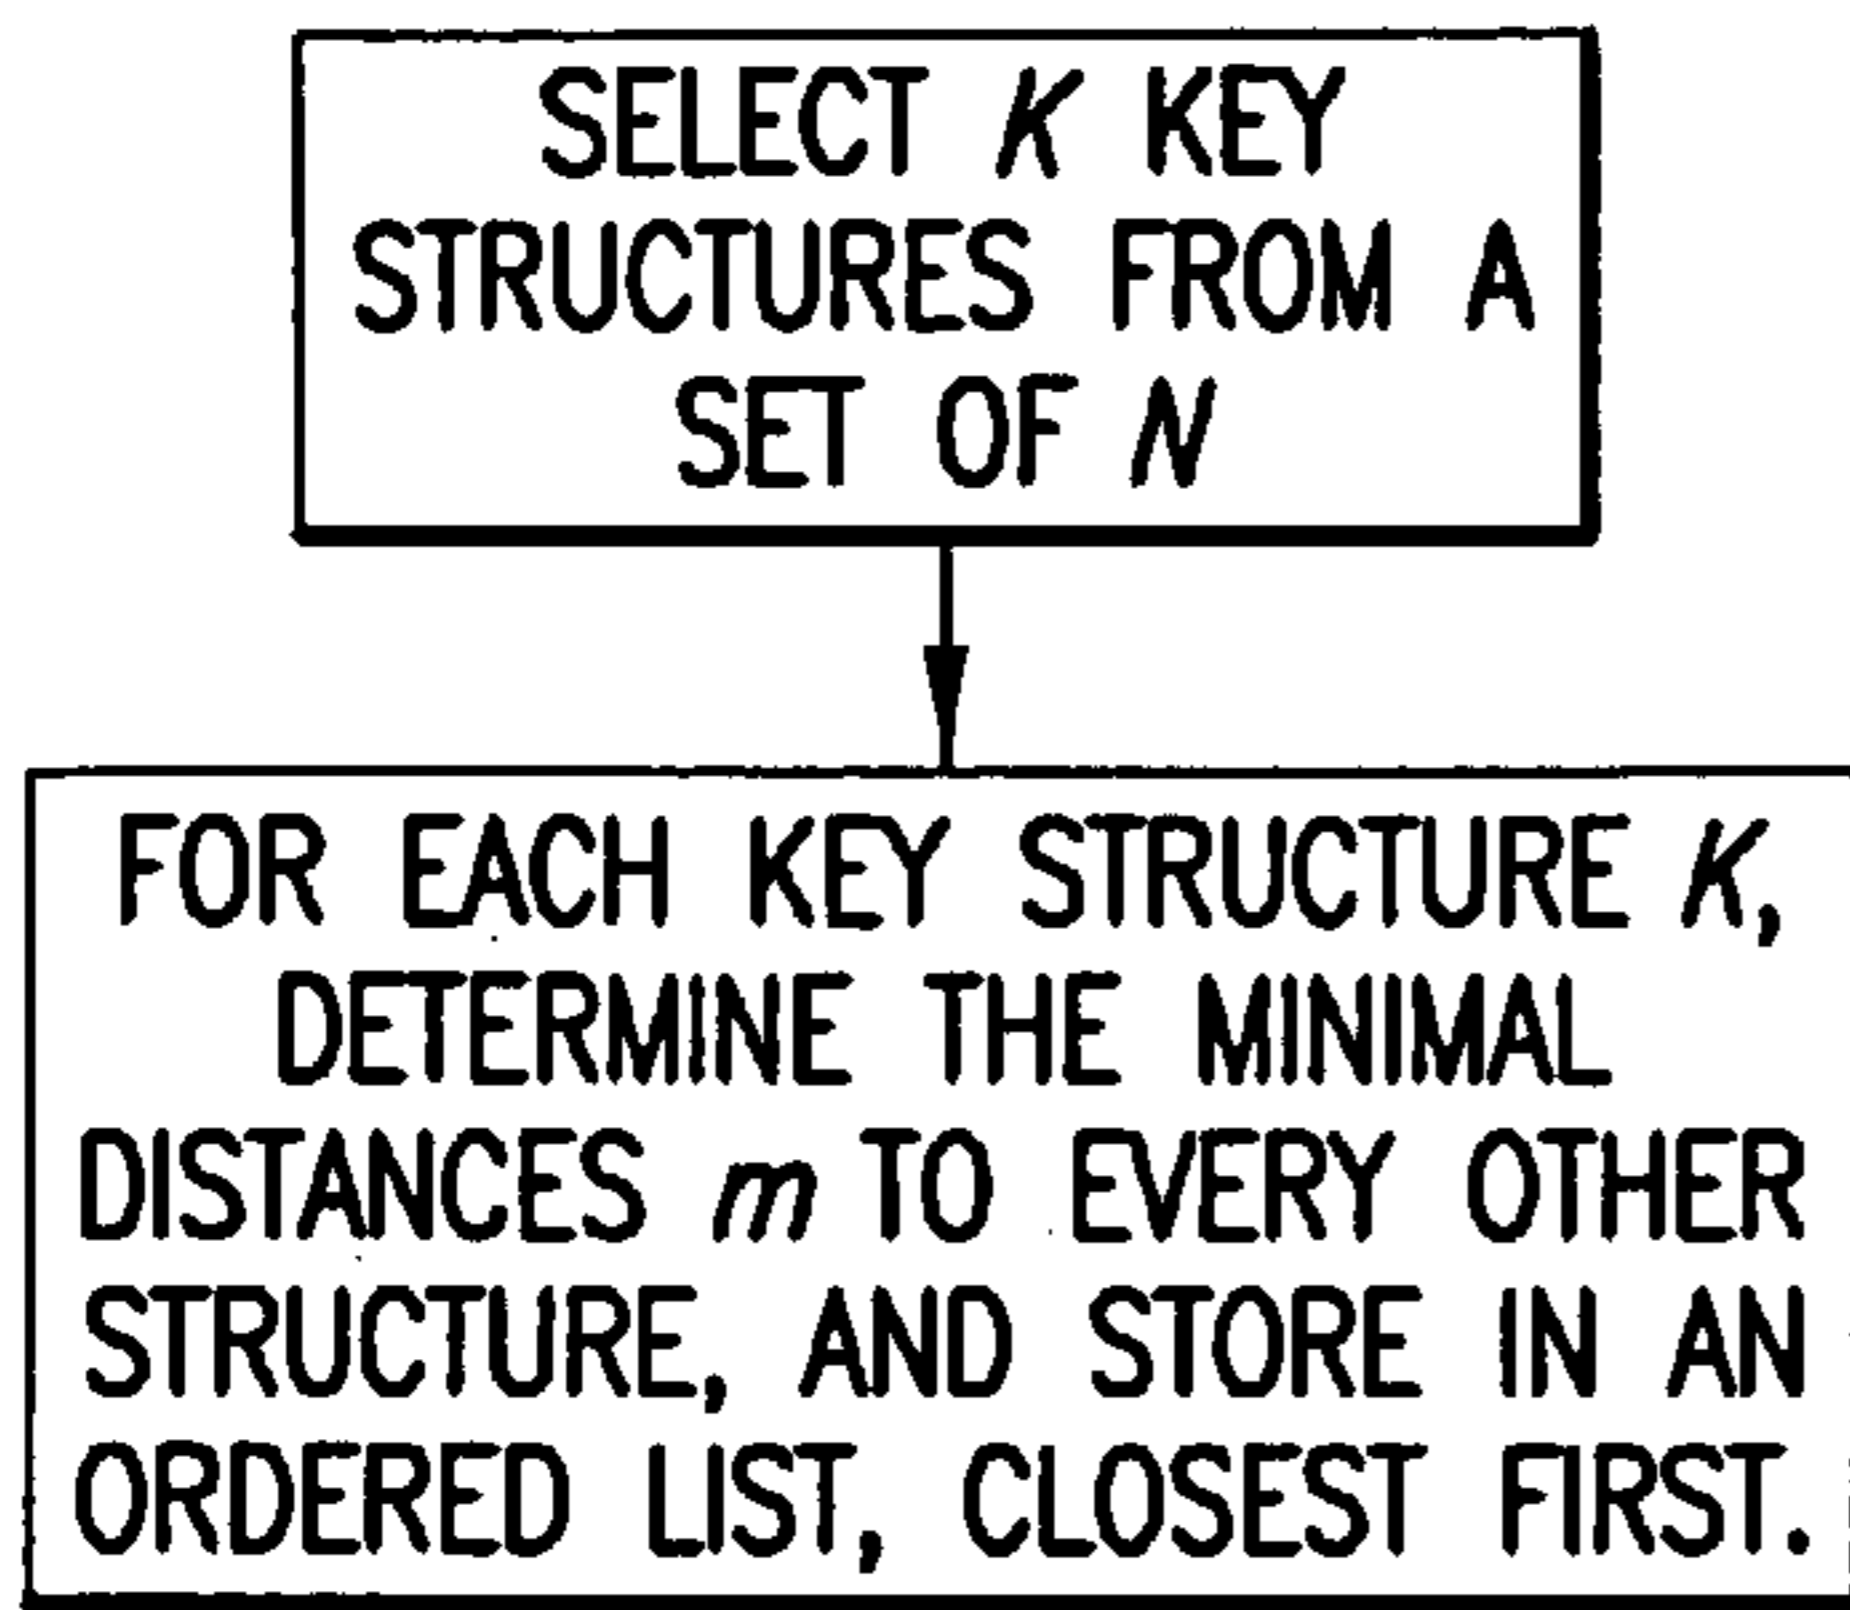 SELECT K KEY
STRUCTURES FROM A
SET OF N
FOR EACH KEY STRUCTURE K,
DETERMINE THE MINIMAL
DISTANCES m TO EVERY OTHER
STRUCTURE, AND STORE IN AN
ORDERED LIST, CLOSEST FIRST.